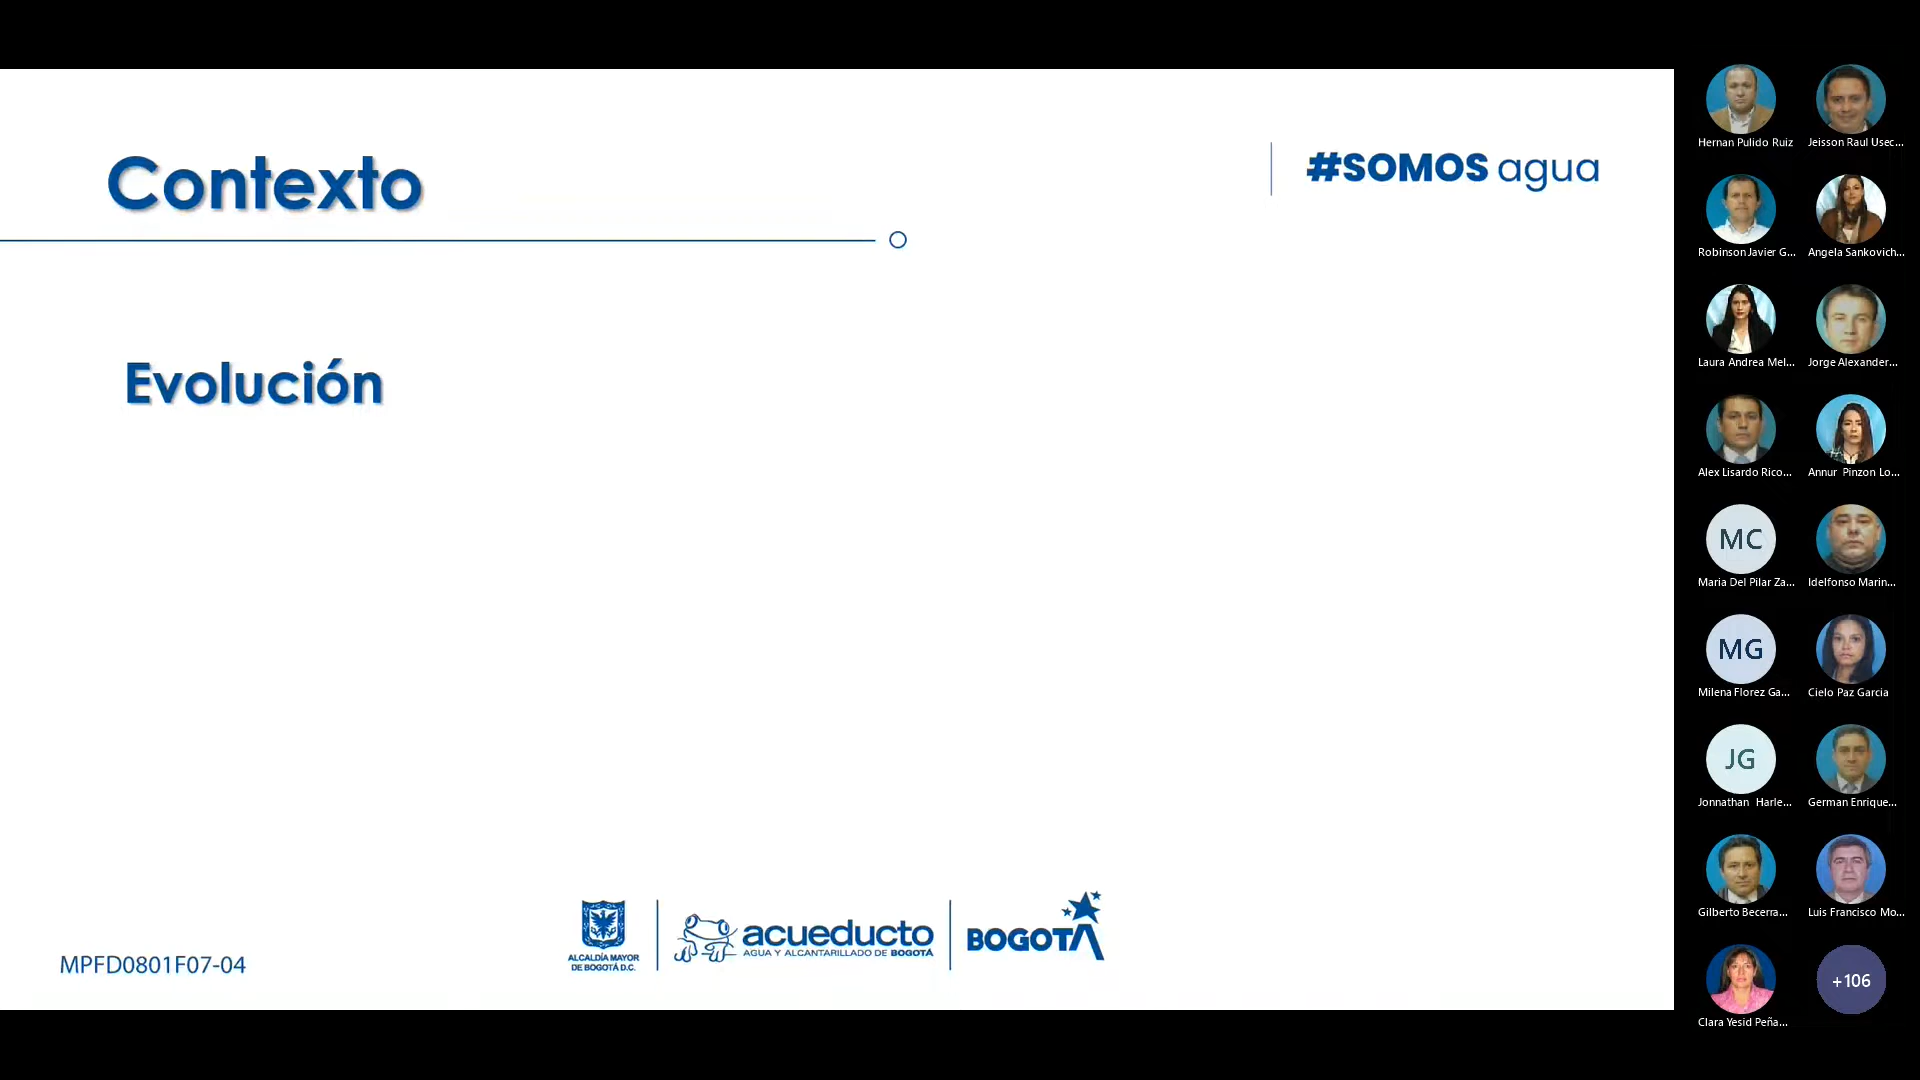 Contexto
#SOMOS agua
Evolución
MPFD0801F07-04
ALCALDÍA MAYOR
DE BOGOTÁ D.C.
acueducto
AGUA Y ALCANTARILLADO DE BOGOTÁ
BOGOTÁ
Hernan Pulido Ruiz
Jeisson Raul Usec...
Robinson Javier G...
Angela Sankovich...
Laura Andrea Mel...
Jorge Alexander...
Alex Lisardo Rico...
Annur Pinzon Lo...
MC
Maria Del Pilar Za...
Idelfonso Marin...
MG
Milena Florez Ga...
Cielo Paz Garcia
JG
Jonnathan Harle...
German Enrique...
Gilberto Becerra...
Luis Francisco Mo...
Clara Yesid Peña...
+106